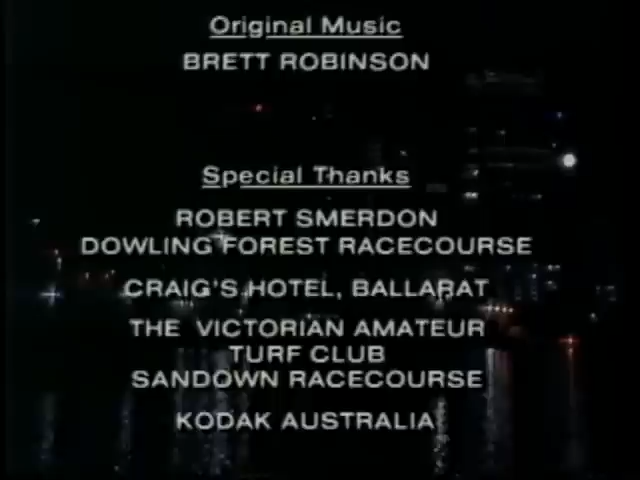 Original Music
BRETT ROBINSON
Special Thanks
ROBERT SMERDON
DOWLING FOREST RACECOURSE
CRAIG'S HOTEL, BALLARAT
THE VICTORIAN AMATEUR
TURF CLUB
SANDOWN RACECOURSE
KODAK AUSTRALIA